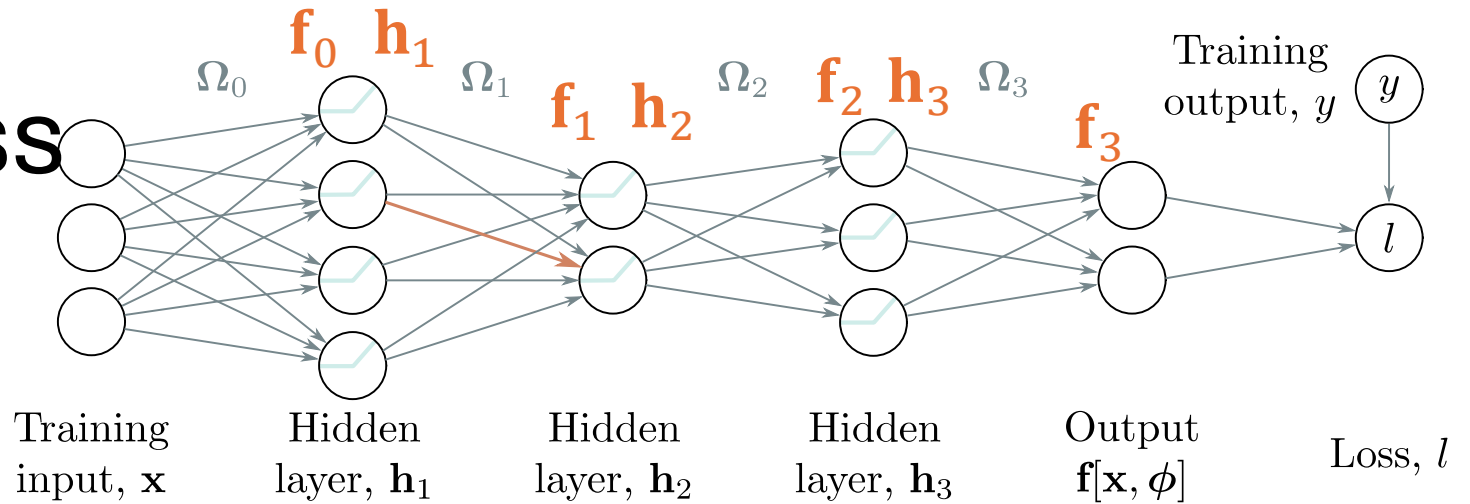 ss
f₀ h₁
Ω₀
Ω₁
f₁ h₂
Ω₂
f₂ h₃
Ω₃
f₃
Training
output, y
y
l
Training
input, x
Hidden
layer, h₁
Hidden
layer, h₂
Hidden
layer, h₃
Output
f[x, ϕ]
Loss, l